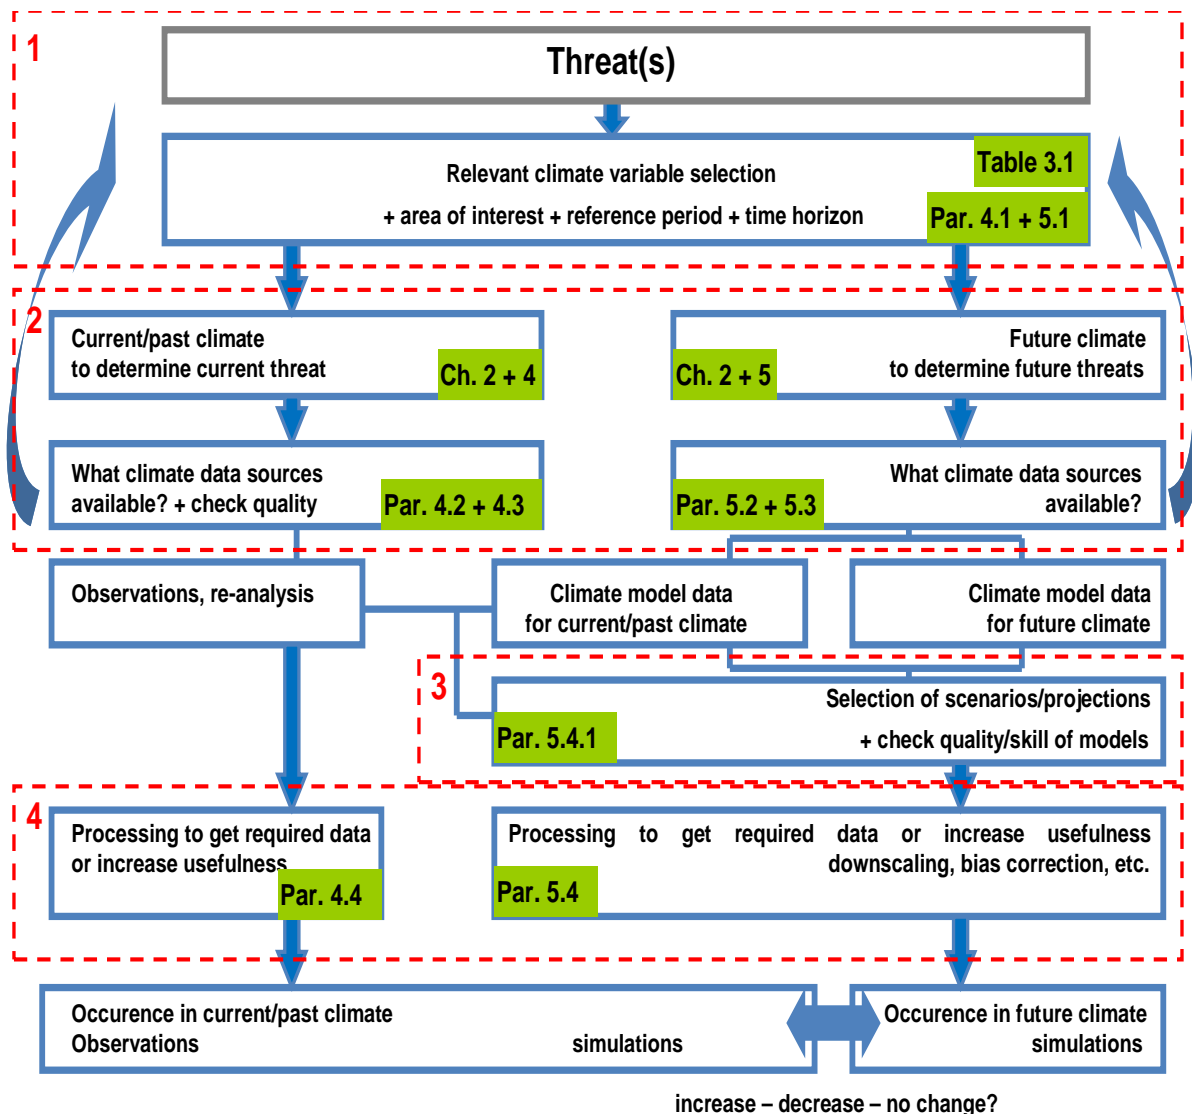 1
Threat(s)
Relevant climate variable selection
Table 3.1
+ area of interest + reference period + time horizon
Par. 4.1 + 5.1
2
Current/past climate
to determine current threat
Ch. 2 + 4
Future climate
to determine future threats
Ch. 2 + 5
What climate data sources
available? + check quality
Par. 4.2 + 4.3
What climate data sources
available?
Par. 5.2 + 5.3
Observations, re-analysis
Climate model data
for current/past climate
Climate model data
for future climate
3
Selection of scenarios/projections
+ check quality/skill of models
Par. 5.4.1
4
Processing to get required data
or increase usefulness
Par. 4.4
Processing to get required data or increase usefulness
downscaling, bias correction, etc.
Par. 5.4
Occurence in current/past climate
Observations simulations
Occurence in future climate
simulations
increase – decrease – no change?